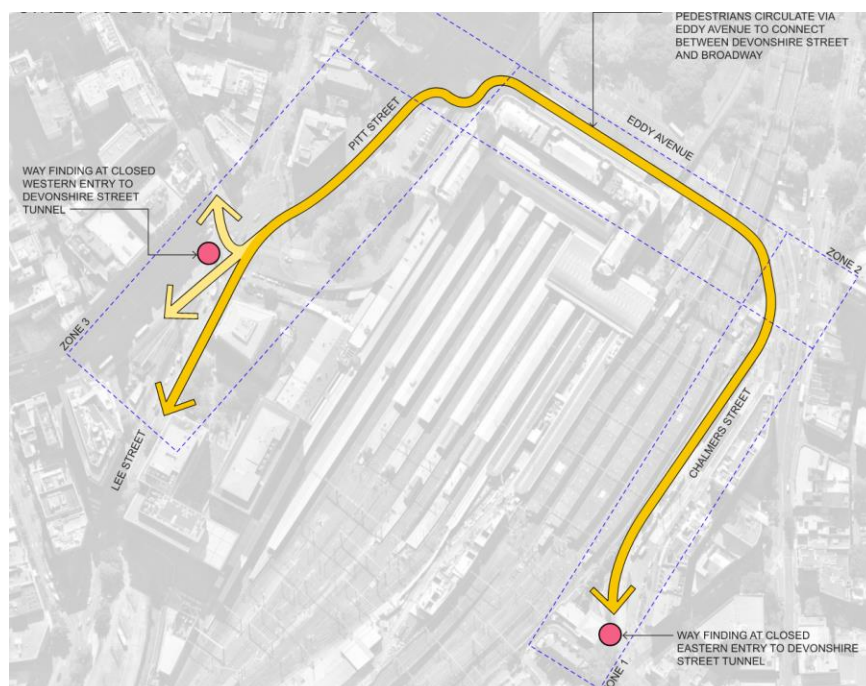 PEDESTRIANS CIRCULATE VIA
EDDY AVENUE TO CONNECT
BETWEEN DEVONSHIRE STREET
AND BROADWAY
PITT STREET
EDDY AVENUE
WAY FINDING AT CLOSED
WESTERN ENTRY TO
DEVONSHIRE STREET
TUNNEL
ZONE 2
ZONE 3
CHALMERS STREET
LEE STREET
WAY FINDING AT CLOSED
EASTERN ENTRY TO DEVONSHIRE
STREET TUNNEL
ZONE 1